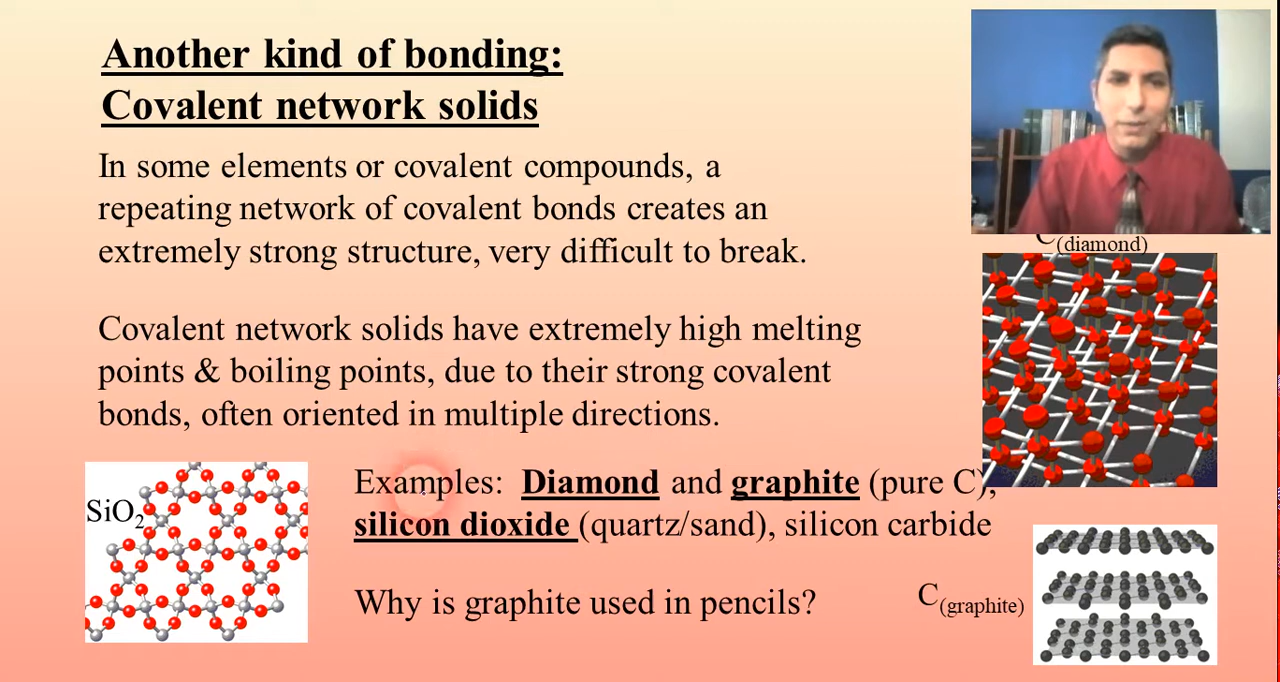 Another kind of bonding:
Covalent network solids
In some elements or covalent compounds, a
repeating network of covalent bonds creates an
extremely strong structure, very difficult to break.
C(diamond)
Covalent network solids have extremely high melting
points & boiling points, due to their strong covalent
bonds, often oriented in multiple directions.
SiO₂
Examples: Diamond and graphite (pure C),
silicon dioxide (quartz/sand), silicon carbide
Why is graphite used in pencils?
C(graphite)